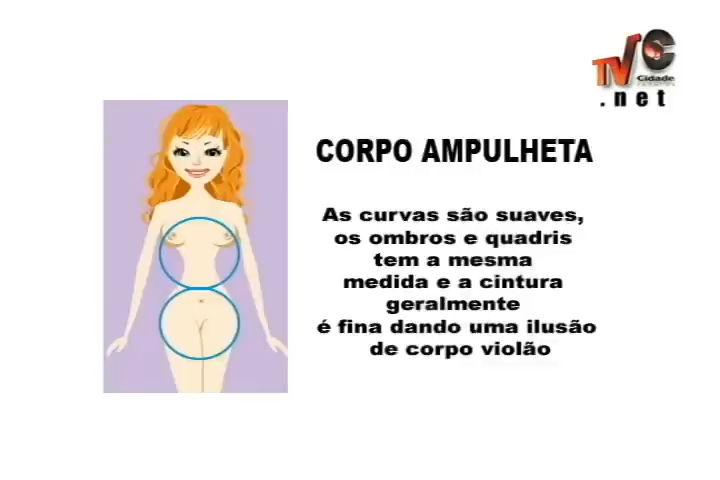 TVC
Cidade
.net
CORPO AMPULHETA
As curvas são suaves,
os ombros e quadris
tem a mesma
medida e a cintura
geralmente
é fina dando uma ilusão
de corpo violão